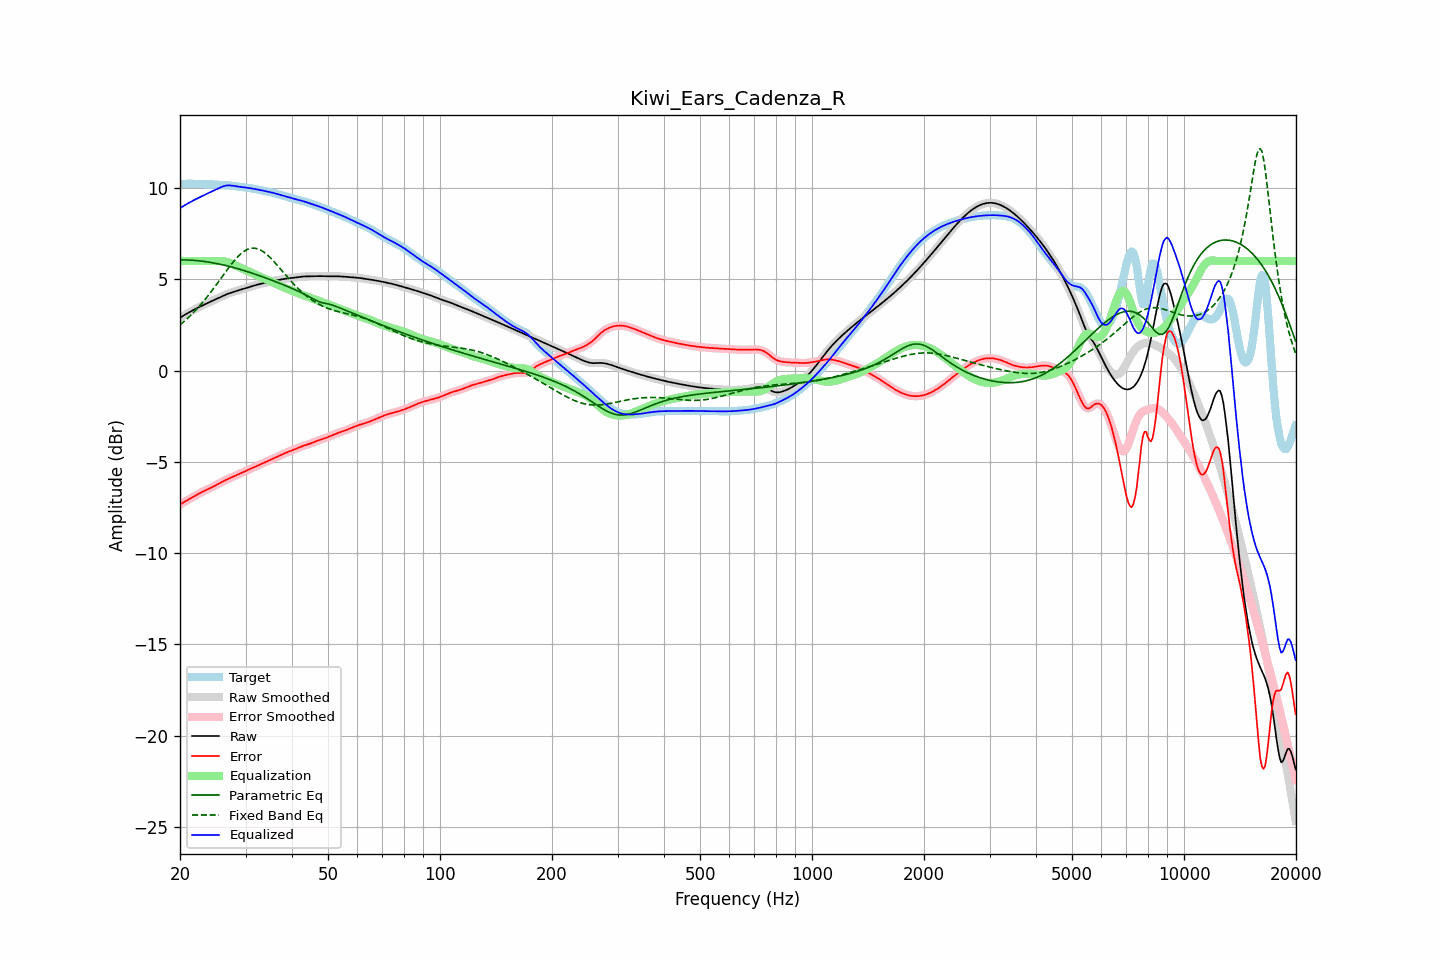 Kiwi_Ears_Cadenza_R
Amplitude (dBr)
10
5
0
−5
−10
−15
−20
−25
Target
Raw Smoothed
Error Smoothed
Raw
Error
Equalization
Parametric Eq
Fixed Band Eq
Equalized
20 50 100 200 500 1000 2000 5000 10000 20000
Frequency (Hz)